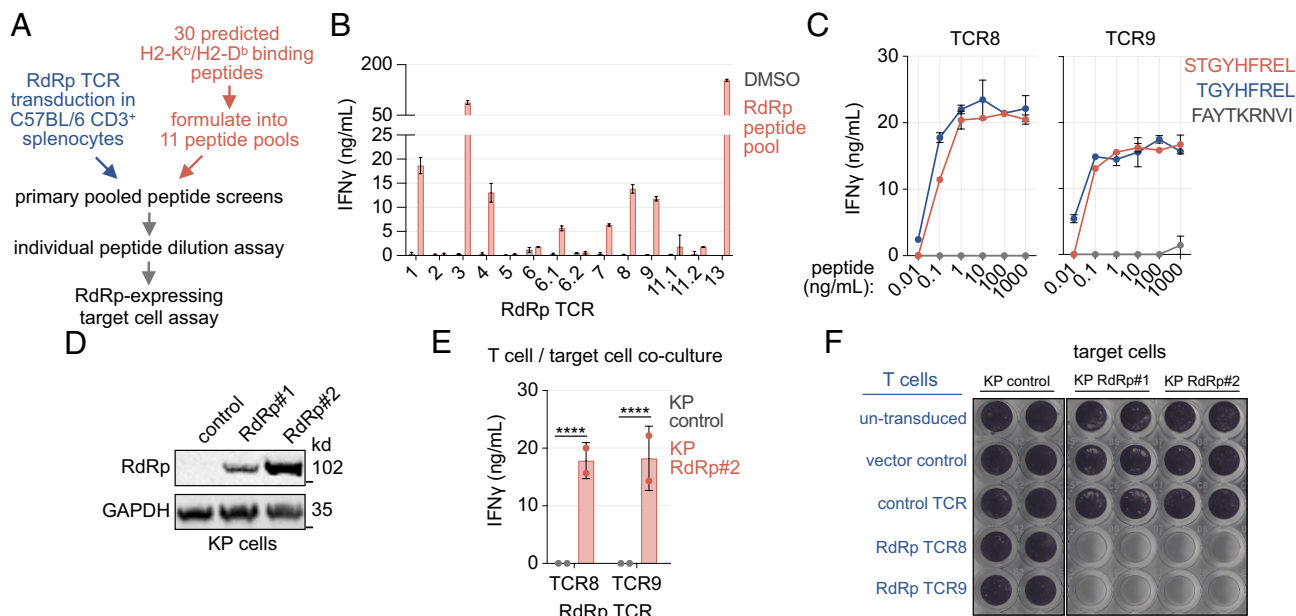 A
30 predicted
H2-Kᵇ/H2-Dᵇ binding
peptides
RdRp TCR
transduction in
C57BL/6 CD3⁺
splenocytes
formulate into
11 peptide pools
primary pooled peptide screens
individual peptide dilution assay
RdRp-expressing
target cell assay
B
IFNγ (ng/mL)
200
50
25
20
15
10
5
0
DMSO
RdRp
peptide
pool
1 2 3 4 5 6 6.1 6.2 7 8 9 11.1 11.2 13
RdRp TCR
C
TCR8 TCR9
STGYHFREL
TGYHFREL
FAYTKRNVI
IFNγ (ng/mL)
30
20
10
0
peptide
(ng/mL):
0.01 0.1 1 10 100 1000 0.01 0.1 1 10 100 1000
D
control RdRp#1 RdRp#2
kd
RdRp 102
GAPDH 35
KP cells
E
T cell / target cell co-culture
IFNγ (ng/mL)
30
20
10
0
**** ****
KP
control
KP
RdRp#2
TCR8 TCR9
RdRp TCR
F
target cells
T cells KP control KP RdRp#1 KP RdRp#2
un-transduced
vector control
control TCR
RdRp TCR8
RdRp TCR9